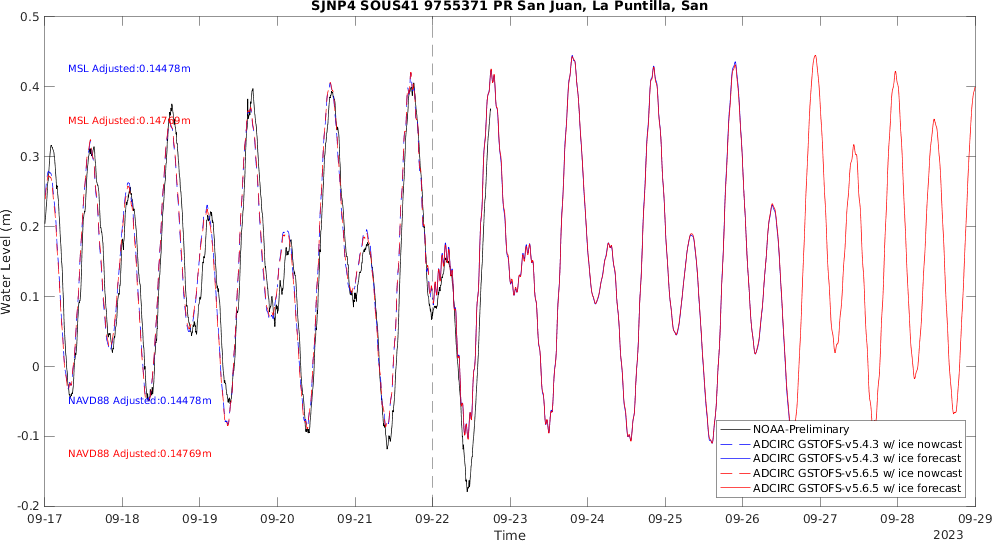 SJNP4 SOUS41 9755371 PR San Juan, La Puntilla, San
0.5
0.4
0.3
0.2
0.1
0
-0.1
-0.2
Water Level (m)
MSL Adjusted:0.14478m
MSL Adjusted:0.14769m
NAVD88 Adjusted:0.14478m
NAVD88 Adjusted:0.14769m
NOAA-Preliminary
ADCIRC GSTOFS-v5.4.3 w/ ice nowcast
ADCIRC GSTOFS-v5.4.3 w/ ice forecast
ADCIRC GSTOFS-v5.6.5 w/ ice nowcast
ADCIRC GSTOFS-v5.6.5 w/ ice forecast
09-17 09-18 09-19 09-20 09-21 09-22 09-23 09-24 09-25 09-26 09-27 09-28 09-29
Time
2023